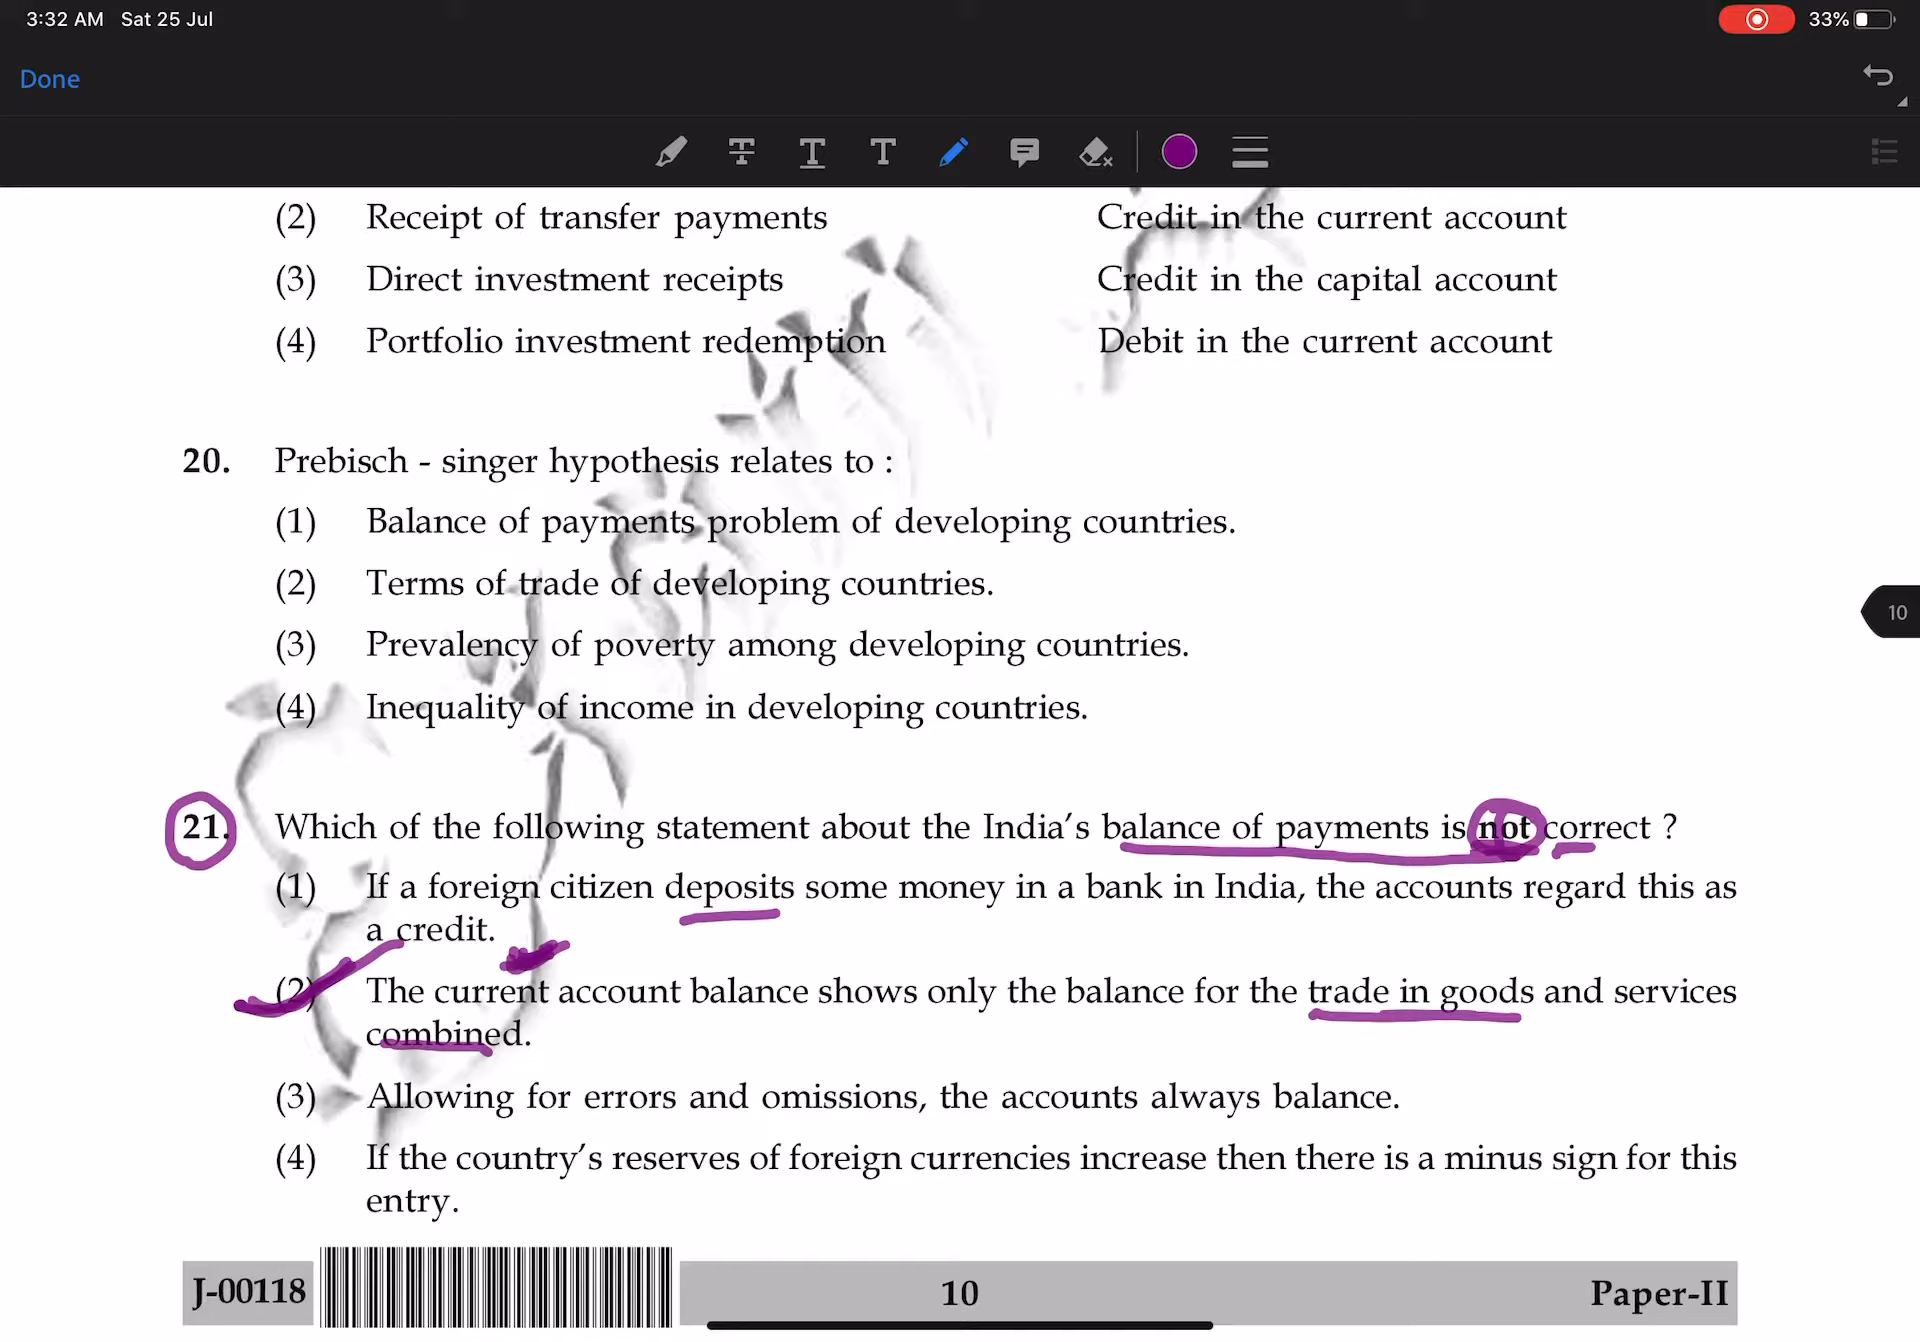 3:32 AM Sat 25 Jul 33%
Done
(2) Receipt of transfer payments Credit in the current account
(3) Direct investment receipts Credit in the capital account
(4) Portfolio investment redemption Debit in the current account
20. Prebisch - singer hypothesis relates to :
(1) Balance of payments problem of developing countries.
(2) Terms of trade of developing countries.
(3) Prevalency of poverty among developing countries.
(4) Inequality of income in developing countries.
10
21. Which of the following statement about the India's balance of payments is not correct ?
(1) If a foreign citizen deposits some money in a bank in India, the accounts regard this as
a credit.
(2) The current account balance shows only the balance for the trade in goods and services
combined.
(3) Allowing for errors and omissions, the accounts always balance.
(4) If the country's reserves of foreign currencies increase then there is a minus sign for this
entry.
J-00118 10 Paper-II